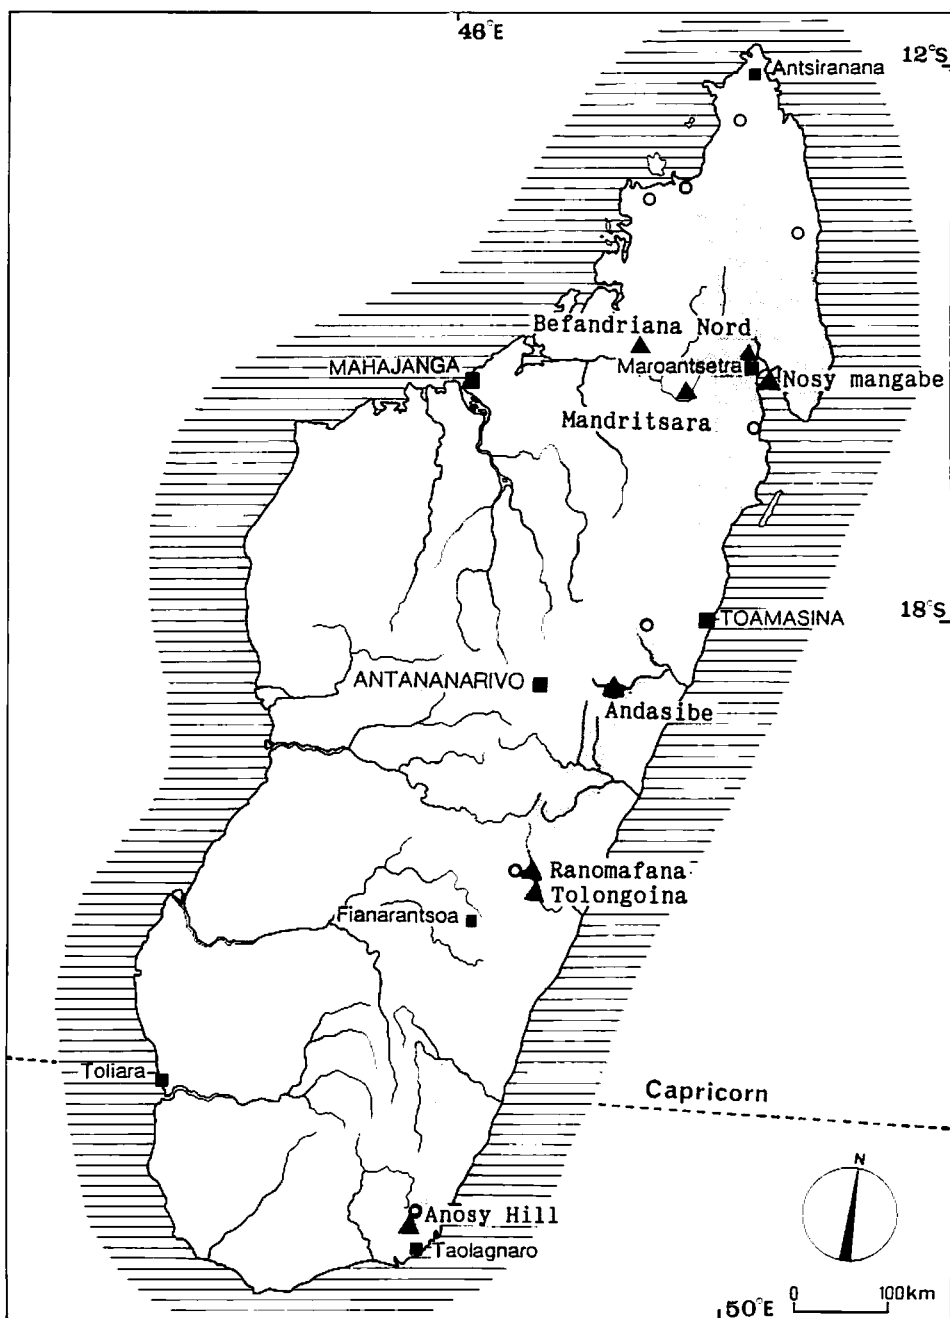 46°E
12°S
Antsiranana
Befandriana Nord
MAHAJANGA
Maroantsetra
Nosy mangabe
Mandritsara
18°S
TOAMASINA
ANTANANARIVO
Andasibe
Ranomafana
Tolongoina
Fianarantsoa
Toliara
Capricorn
N
Anosy Hill
Taolagnaro
0 100km
50°E